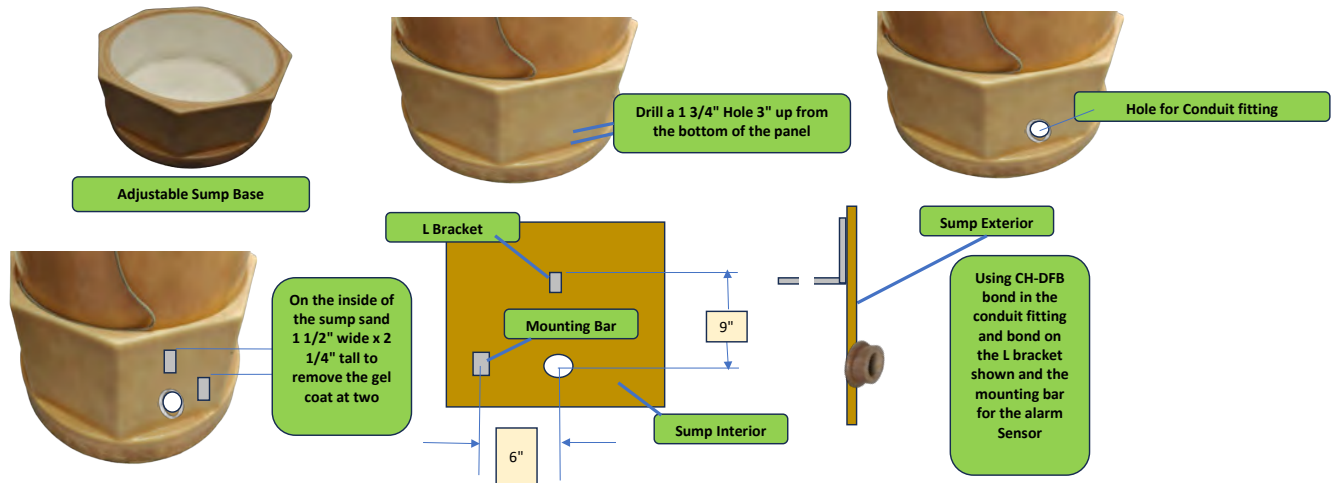 Drill a 1 3/4" Hole 3" up from
the bottom of the panel
Hole for Conduit fitting
Adjustable Sump Base
L Bracket
Sump Exterior
On the inside of
the sump sand
1 1/2" wide x 2
1/4" tall to
remove the gel
coat at two
Mounting Bar
9"
Sump Interior
6"
Using CH-DFB
bond in the
conduit fitting
and bond on
the L bracket
shown and the
mounting bar
for the alarm
Sensor